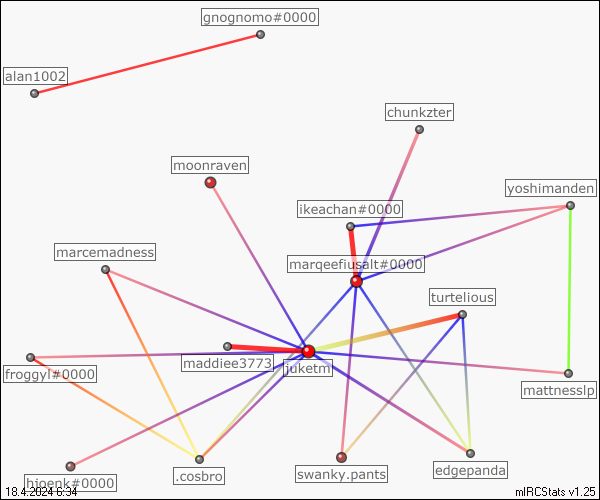 gnognomo#0000
alan1002
chunkzter
moonraven
yoshimanden
ikeachan#0000
marcemadness
marqeefiusalt#0000
turtelious
maddiee3773
juketm
froggyl#0000
mattnesslp
.cosbro
swanky.pants
edgepanda
hjoenk#0000
18.4.2024 6:34
mIRCStats v1.25